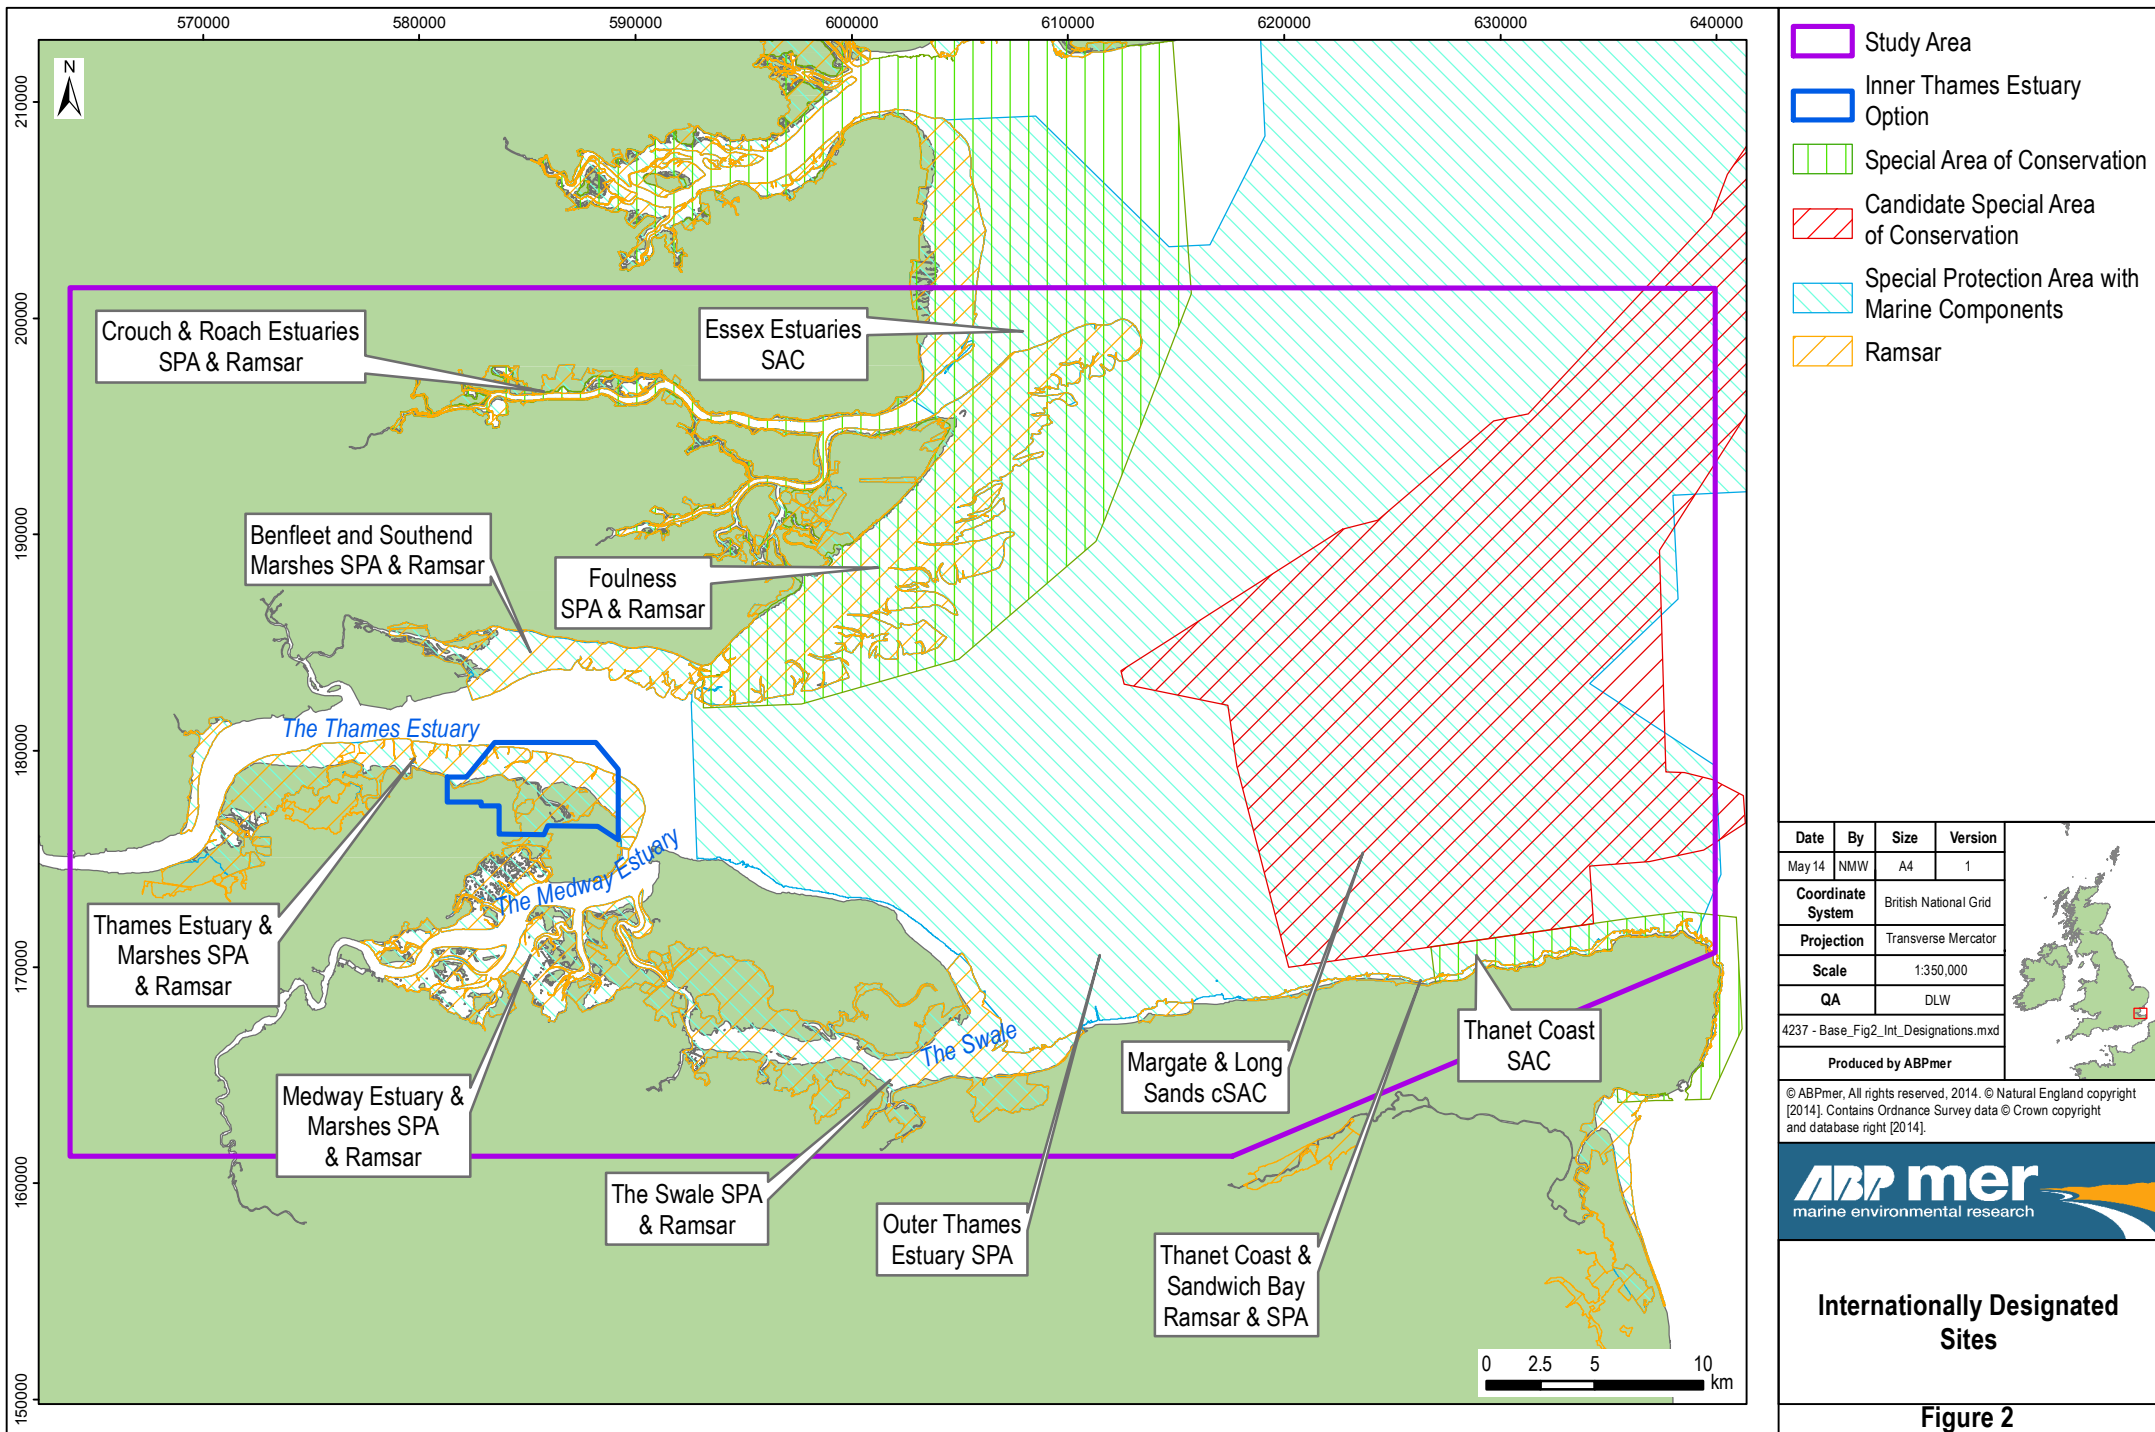 570000
580000
590000
600000
610000
620000
630000
640000
210000
200000
190000
180000
170000
160000
150000
N
Crouch & Roach Estuaries
SPA & Ramsar
Essex Estuaries
SAC
Benfleet and Southend
Marshes SPA & Ramsar
Foulness
SPA & Ramsar
The Thames Estuary
The Medway Estuary
Thames Estuary &
Marshes SPA
& Ramsar
The Swale
Medway Estuary &
Marshes SPA
& Ramsar
The Swale SPA
& Ramsar
Outer Thames
Estuary SPA
Margate & Long
Sands cSAC
Thanet Coast
SAC
Thanet Coast &
Sandwich Bay
Ramsar & SPA
0 2.5 5 10
km
Study Area
Inner Thames Estuary
Option
Special Area of Conservation
Candidate Special Area
of Conservation
Special Protection Area with
Marine Components
Ramsar
Date By Size Version
May 14 NMW A4 1
Coordinate
System
British National Grid
Projection Transverse Mercator
Scale 1:350,000
QA DLW
4237 - Base_Fig2_Int_Designations.mxd
Produced by ABPmer
© ABPmer, All rights reserved, 2014. © Natural England copyright
[2014]. Contains Ordnance Survey data © Crown copyright
and database right [2014].
ABP mer
marine environmental research
Internationally Designated
Sites
Figure 2